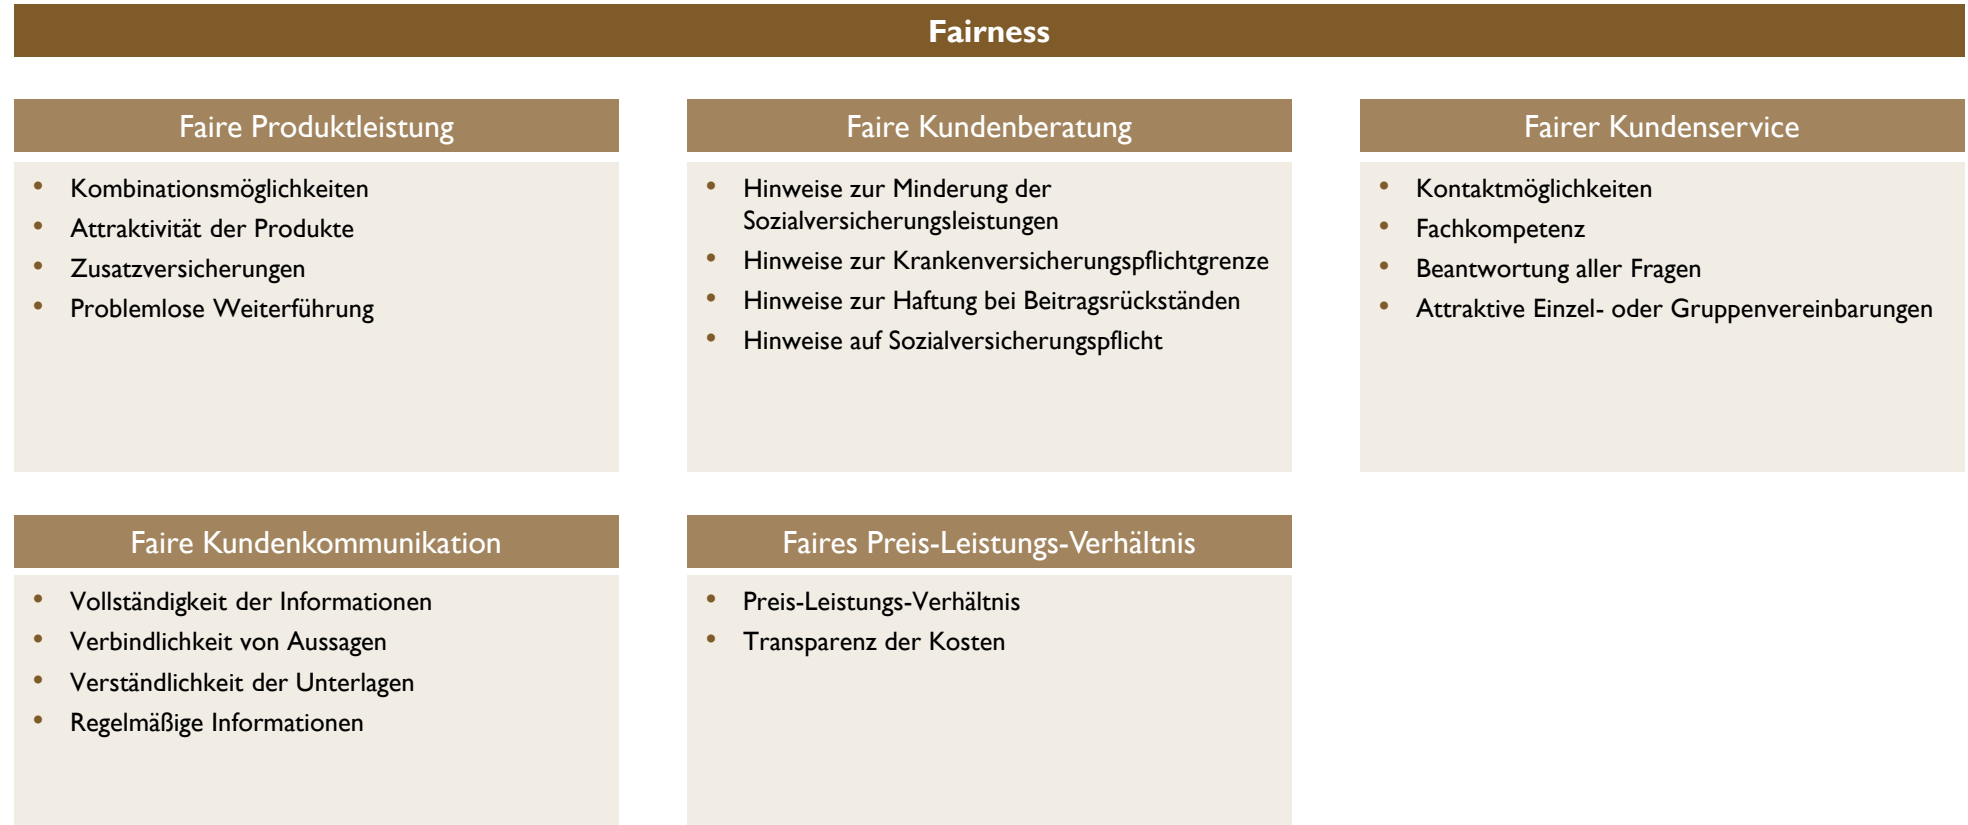 Fairness
Faire Produktleistung
• Kombinationsmöglichkeiten
• Attraktivität der Produkte
• Zusatzversicherungen
• Problemlose Weiterführung
Faire Kundenberatung
• Hinweise zur Minderung der
Sozialversicherungsleistungen
• Hinweise zur Krankenversicherungspflichtgrenze
• Hinweise zur Haftung bei Beitragsrückständen
• Hinweise auf Sozialversicherungspflicht
Fairer Kundenservice
• Kontaktmöglichkeiten
• Fachkompetenz
• Beantwortung aller Fragen
• Attraktive Einzel- oder Gruppenvereinbarungen
Faire Kundenkommunikation
• Vollständigkeit der Informationen
• Verbindlichkeit von Aussagen
• Verständlichkeit der Unterlagen
• Regelmäßige Informationen
Faires Preis-Leistungs-Verhältnis
• Preis-Leistungs-Verhältnis
• Transparenz der Kosten